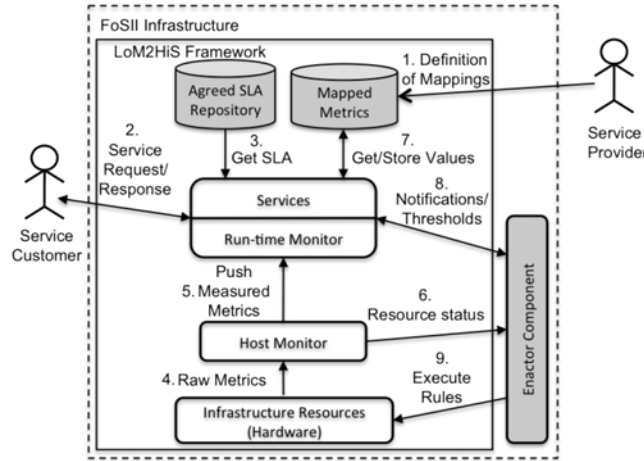 FoSII Infrastructure
LoM2HiS Framework
Agreed SLA
Repository
Mapped
Metrics
1. Definition
of Mappings
Service
Provider
2.
Service
Request/
Response
3.
Get SLA
7.
Get/Store Values
8.
Notifications/
Thresholds
Services
Run-time Monitor
Service
Customer
Push
5. Measured
Metrics
6.
Resource status
Host Monitor
Enactor Component
4. Raw Metrics
9.
Execute
Rules
Infrastructure Resources
(Hardware)